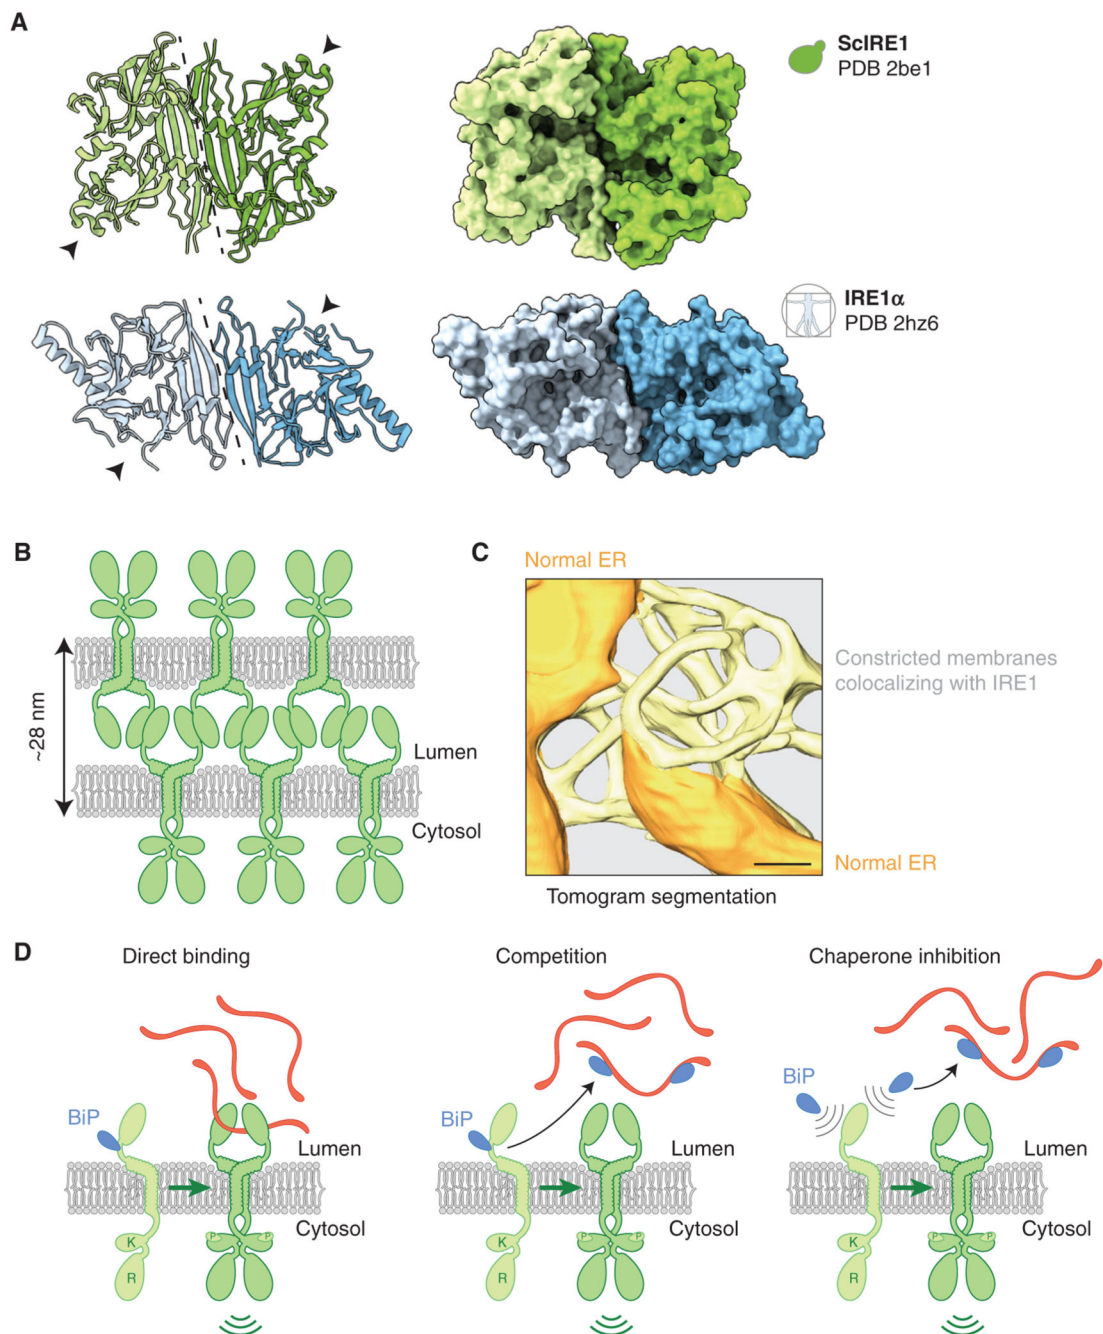 A
ScIRE1
PDB 2be1
IRE1α
PDB 2hz6
B
~28 nm
Lumen
Cytosol
C
Normal ER
Constricted membranes
colocalizing with IRE1
Normal ER
Tomogram segmentation
D
Direct binding
BiP
Lumen
Cytosol
K
R
P
P
Competition
BiP
Lumen
Cytosol
K
R
P
P
Chaperone inhibition
BiP
Lumen
Cytosol
K
R
P
P